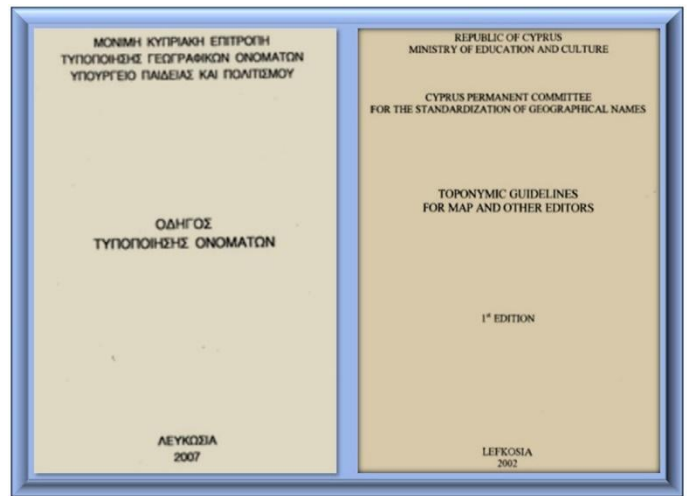 ΜΟΝΙΜΗ ΚΥΠΡΙΑΚΗ ΕΠΙΤΡΟΠΗ
ΤΥΠΟΠΟΙΗΣΗΣ ΓΕΩΓΡΑΦΙΚΩΝ ΟΝΟΜΑΤΩΝ
ΥΠΟΥΡΓΕΙΟ ΠΑΙΔΕΙΑΣ ΚΑΙ ΠΟΛΙΤΙΣΜΟΥ
ΟΔΗΓΟΣ
ΤΥΠΟΠΟΙΗΣΗΣ ΟΝΟΜΑΤΩΝ
ΛΕΥΚΩΣΙΑ
2007
REPUBLIC OF CYPRUS
MINISTRY OF EDUCATION AND CULTURE
CYPRUS PERMANENT COMMITTEE
FOR THE STANDARDIZATION OF GEOGRAPHICAL NAMES
TOPONYMIC GUIDELINES
FOR MAP AND OTHER EDITORS
1st EDITION
LEFKOSIA
2002